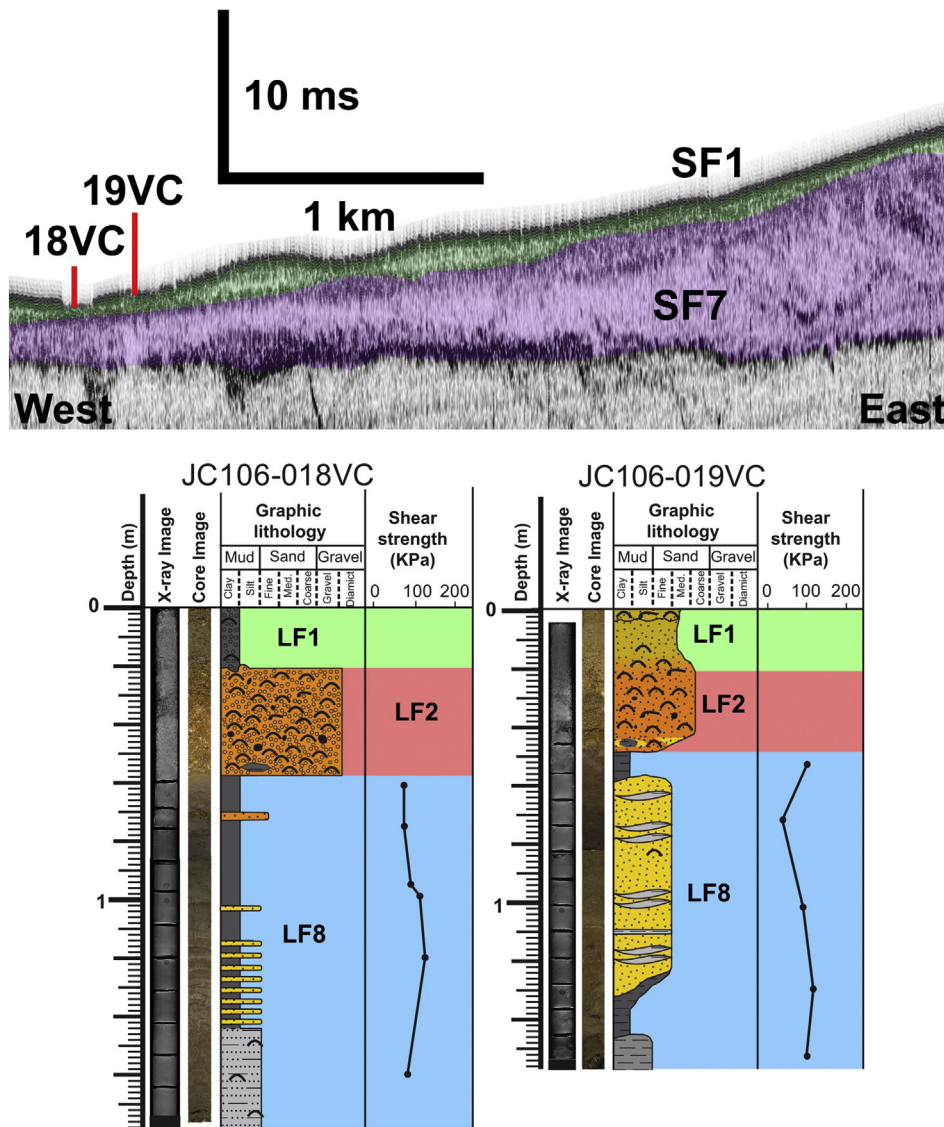 10 ms
1 km
SF1
19VC
18VC
SF7
West
East
JC106-018VC
Depth (m)
X-ray Image
Core Image
Graphic
lithology
Mud
Sand
Gravel
Clay
Silt
Fine
Med.
Coarse
Gravel
Diamict
Shear
strength
(KPa)
0 100 200
0
LF1
LF2
LF8
1
JC106-019VC
Depth (m)
X-ray Image
Core Image
Graphic
lithology
Mud
Sand
Gravel
Clay
Silt
Fine
Med.
Coarse
Gravel
Diamict
Shear
strength
(KPa)
0 100 200
0
LF1
LF2
LF8
1